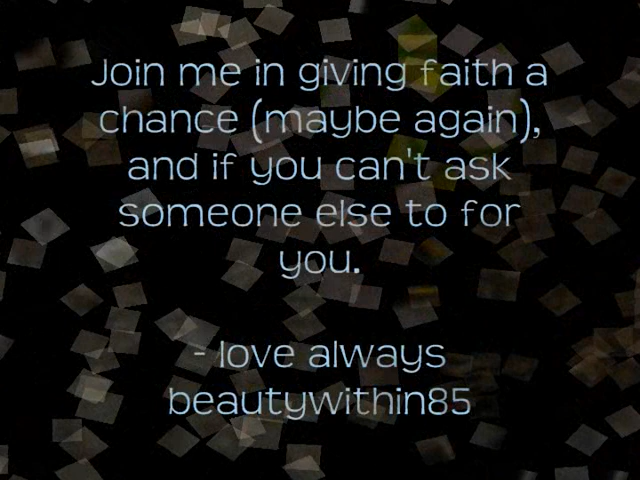 Join me in giving faith a
chance (maybe again),
and if you can't ask
someone else to for
you.
- love always
beautywithin85